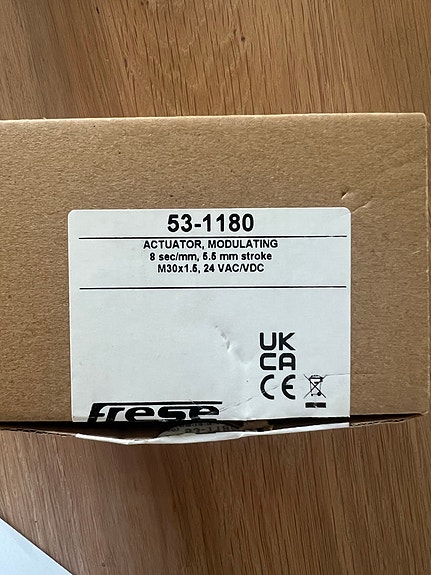 53-1180
ACTUATOR, MODULATING
8 sec/mm, 5.5 mm stroke
M30x1.5, 24 VAC/VDC
UK
CA
CE
Frese